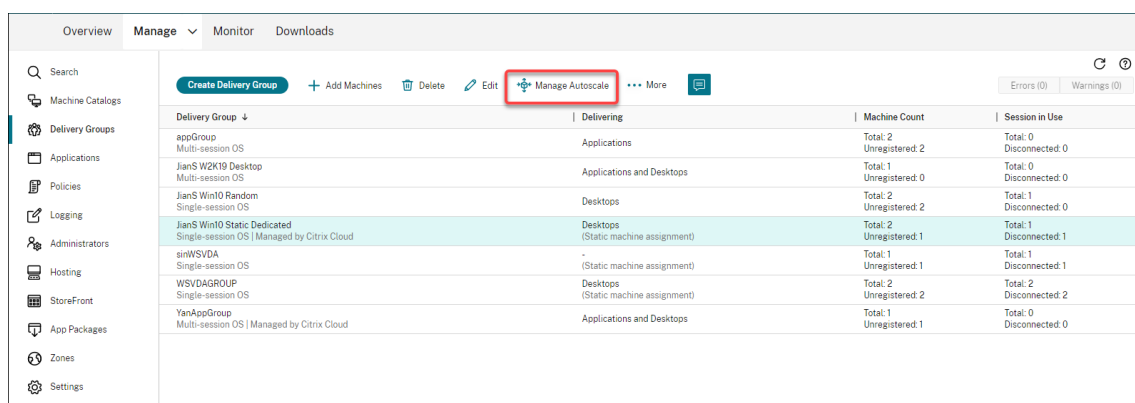 Overview Manage Monitor Downloads
Search
Machine Catalogs
Delivery Groups
Applications
Policies
Logging
Administrators
Hosting
StoreFront
App Packages
Zones
Settings
Create Delivery Group Add Machines Delete Edit Manage Autoscale More Errors (0) Warnings (0)
Delivery Group ↓ Delivering Machine Count Session in Use
appGroup Applications Total: 2 Total: 0
Multi-session OS Unregistered: 2 Disconnected: 0
JianS W2K19 Desktop Applications and Desktops Total: 1 Total: 0
Multi-session OS Unregistered: 0 Disconnected: 0
JianS Win10 Random Desktops Total: 2 Total: 1
Single-session OS Unregistered: 2 Disconnected: 0
JianS Win10 Static Dedicated Desktops Total: 2 Total: 1
Single-session OS | Managed by Citrix Cloud (Static machine assignment) Unregistered: 1 Disconnected: 1
sinWSVDA - Total: 1 Total: 1
Single-session OS (Static machine assignment) Unregistered: 1 Disconnected: 1
WSVDAGROUP Desktops Total: 2 Total: 2
Single-session OS (Static machine assignment) Unregistered: 2 Disconnected: 2
YanAppGroup Applications and Desktops Total: 1 Total: 0
Multi-session OS | Managed by Citrix Cloud Unregistered: 1 Disconnected: 0